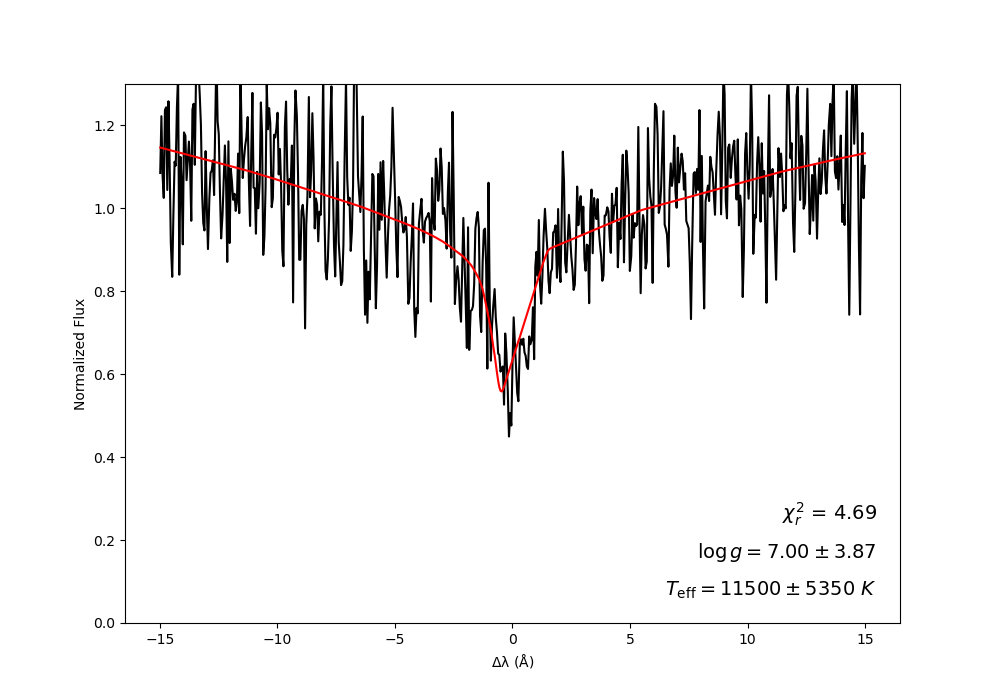 1.2
1.0
0.8
0.6
0.4
0.2
0.0
Normalized Flux
χ²ᵣ = 4.69
log g = 7.00 ± 3.87
T_eff = 11500 ± 5350 K
−15 −10 −5 0 5 10 15
Δλ (Å)